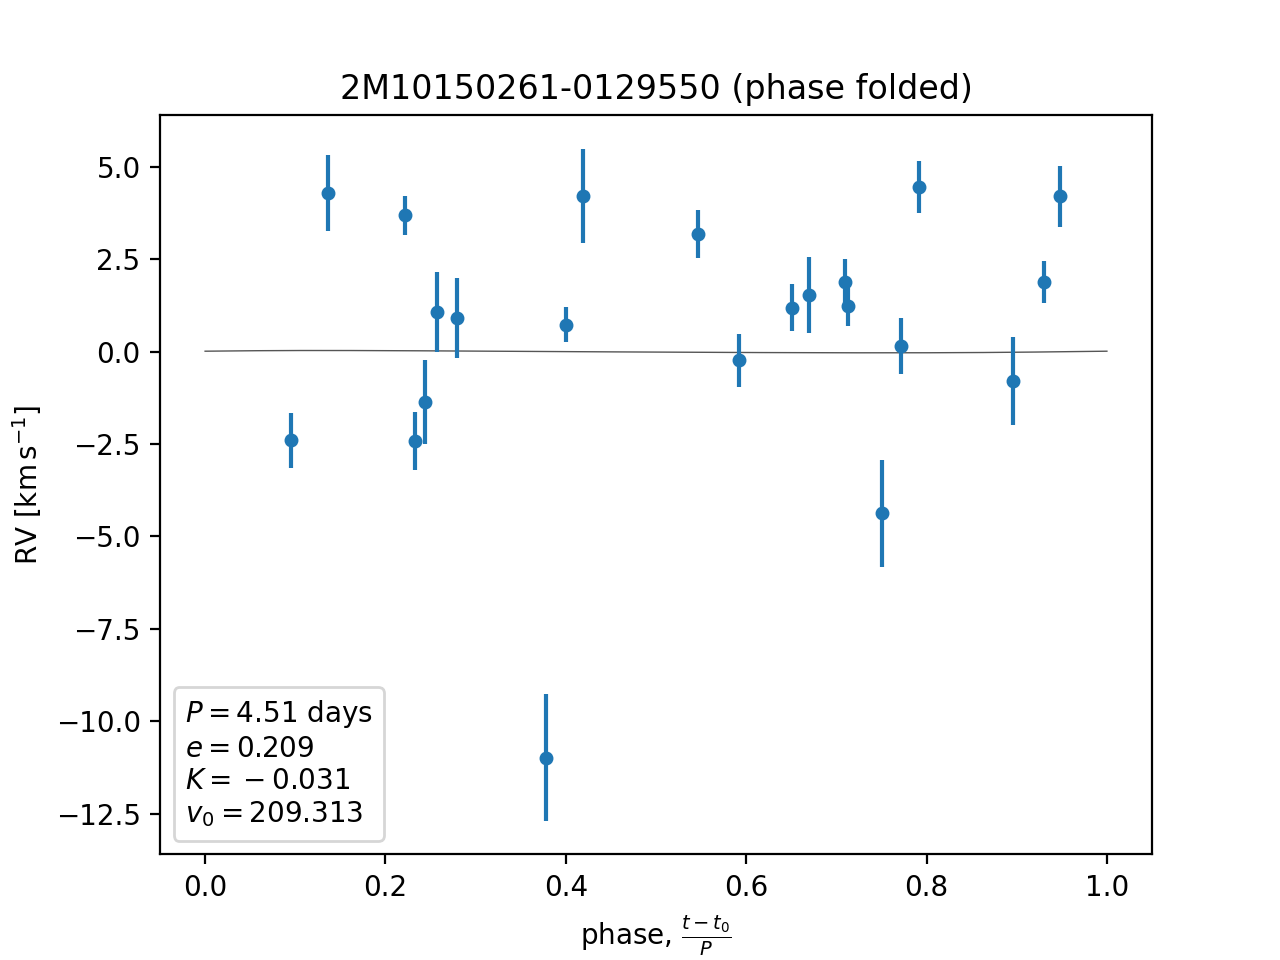 2M10150261-0129550 (phase folded)
RV [km s⁻¹]
5.0
2.5
0.0
−2.5
−5.0
−7.5
−10.0
−12.5
P = 4.51 days
e = 0.209
K = −0.031
v₀ = 209.313
0.0 0.2 0.4 0.6 0.8 1.0
phase, (t − t₀)/P